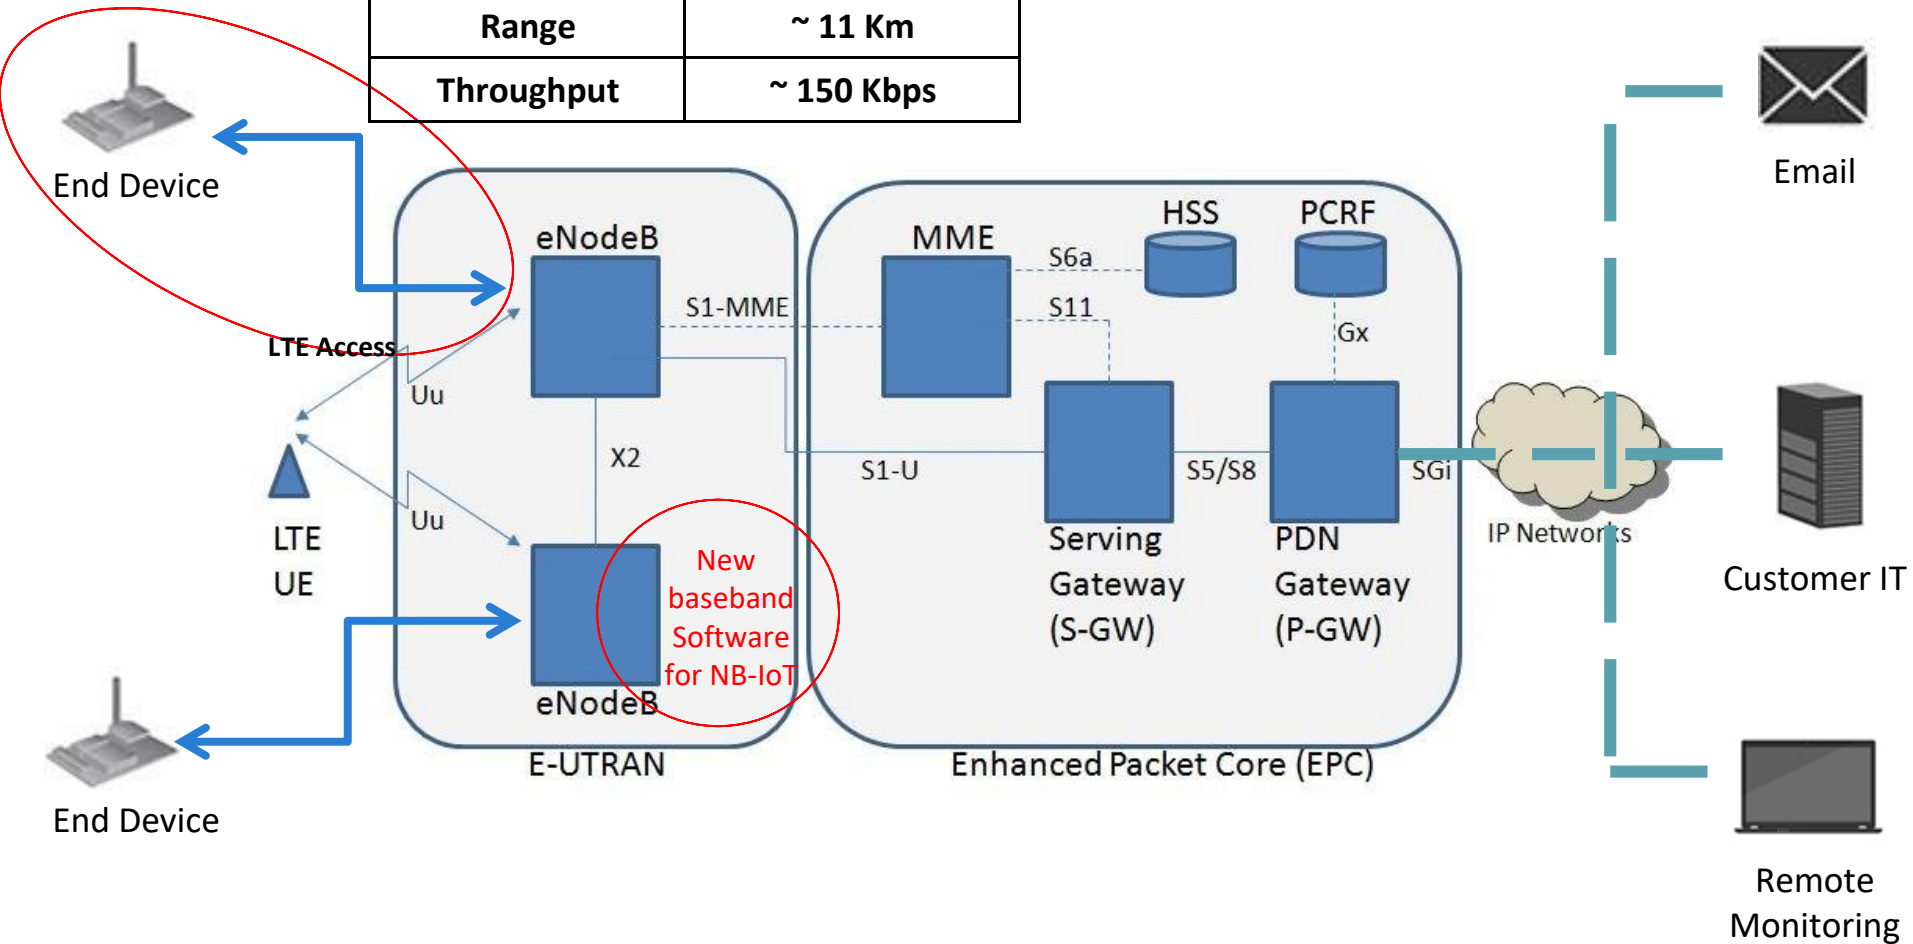 Range ~ 11 Km
Throughput ~ 150 Kbps
End Device
Email
eNodeB
MME
HSS
PCRF
S6a
S1-MME
S11
Gx
LTE Access
Uu
X2
S1-U
S5/S8
SGi
Uu
LTE
UE
IP Networks
Serving
Gateway
(S-GW)
PDN
Gateway
(P-GW)
Customer IT
New
baseband
Software
for NB-IoT
eNodeB
E-UTRAN
Enhanced Packet Core (EPC)
End Device
Remote
Monitoring